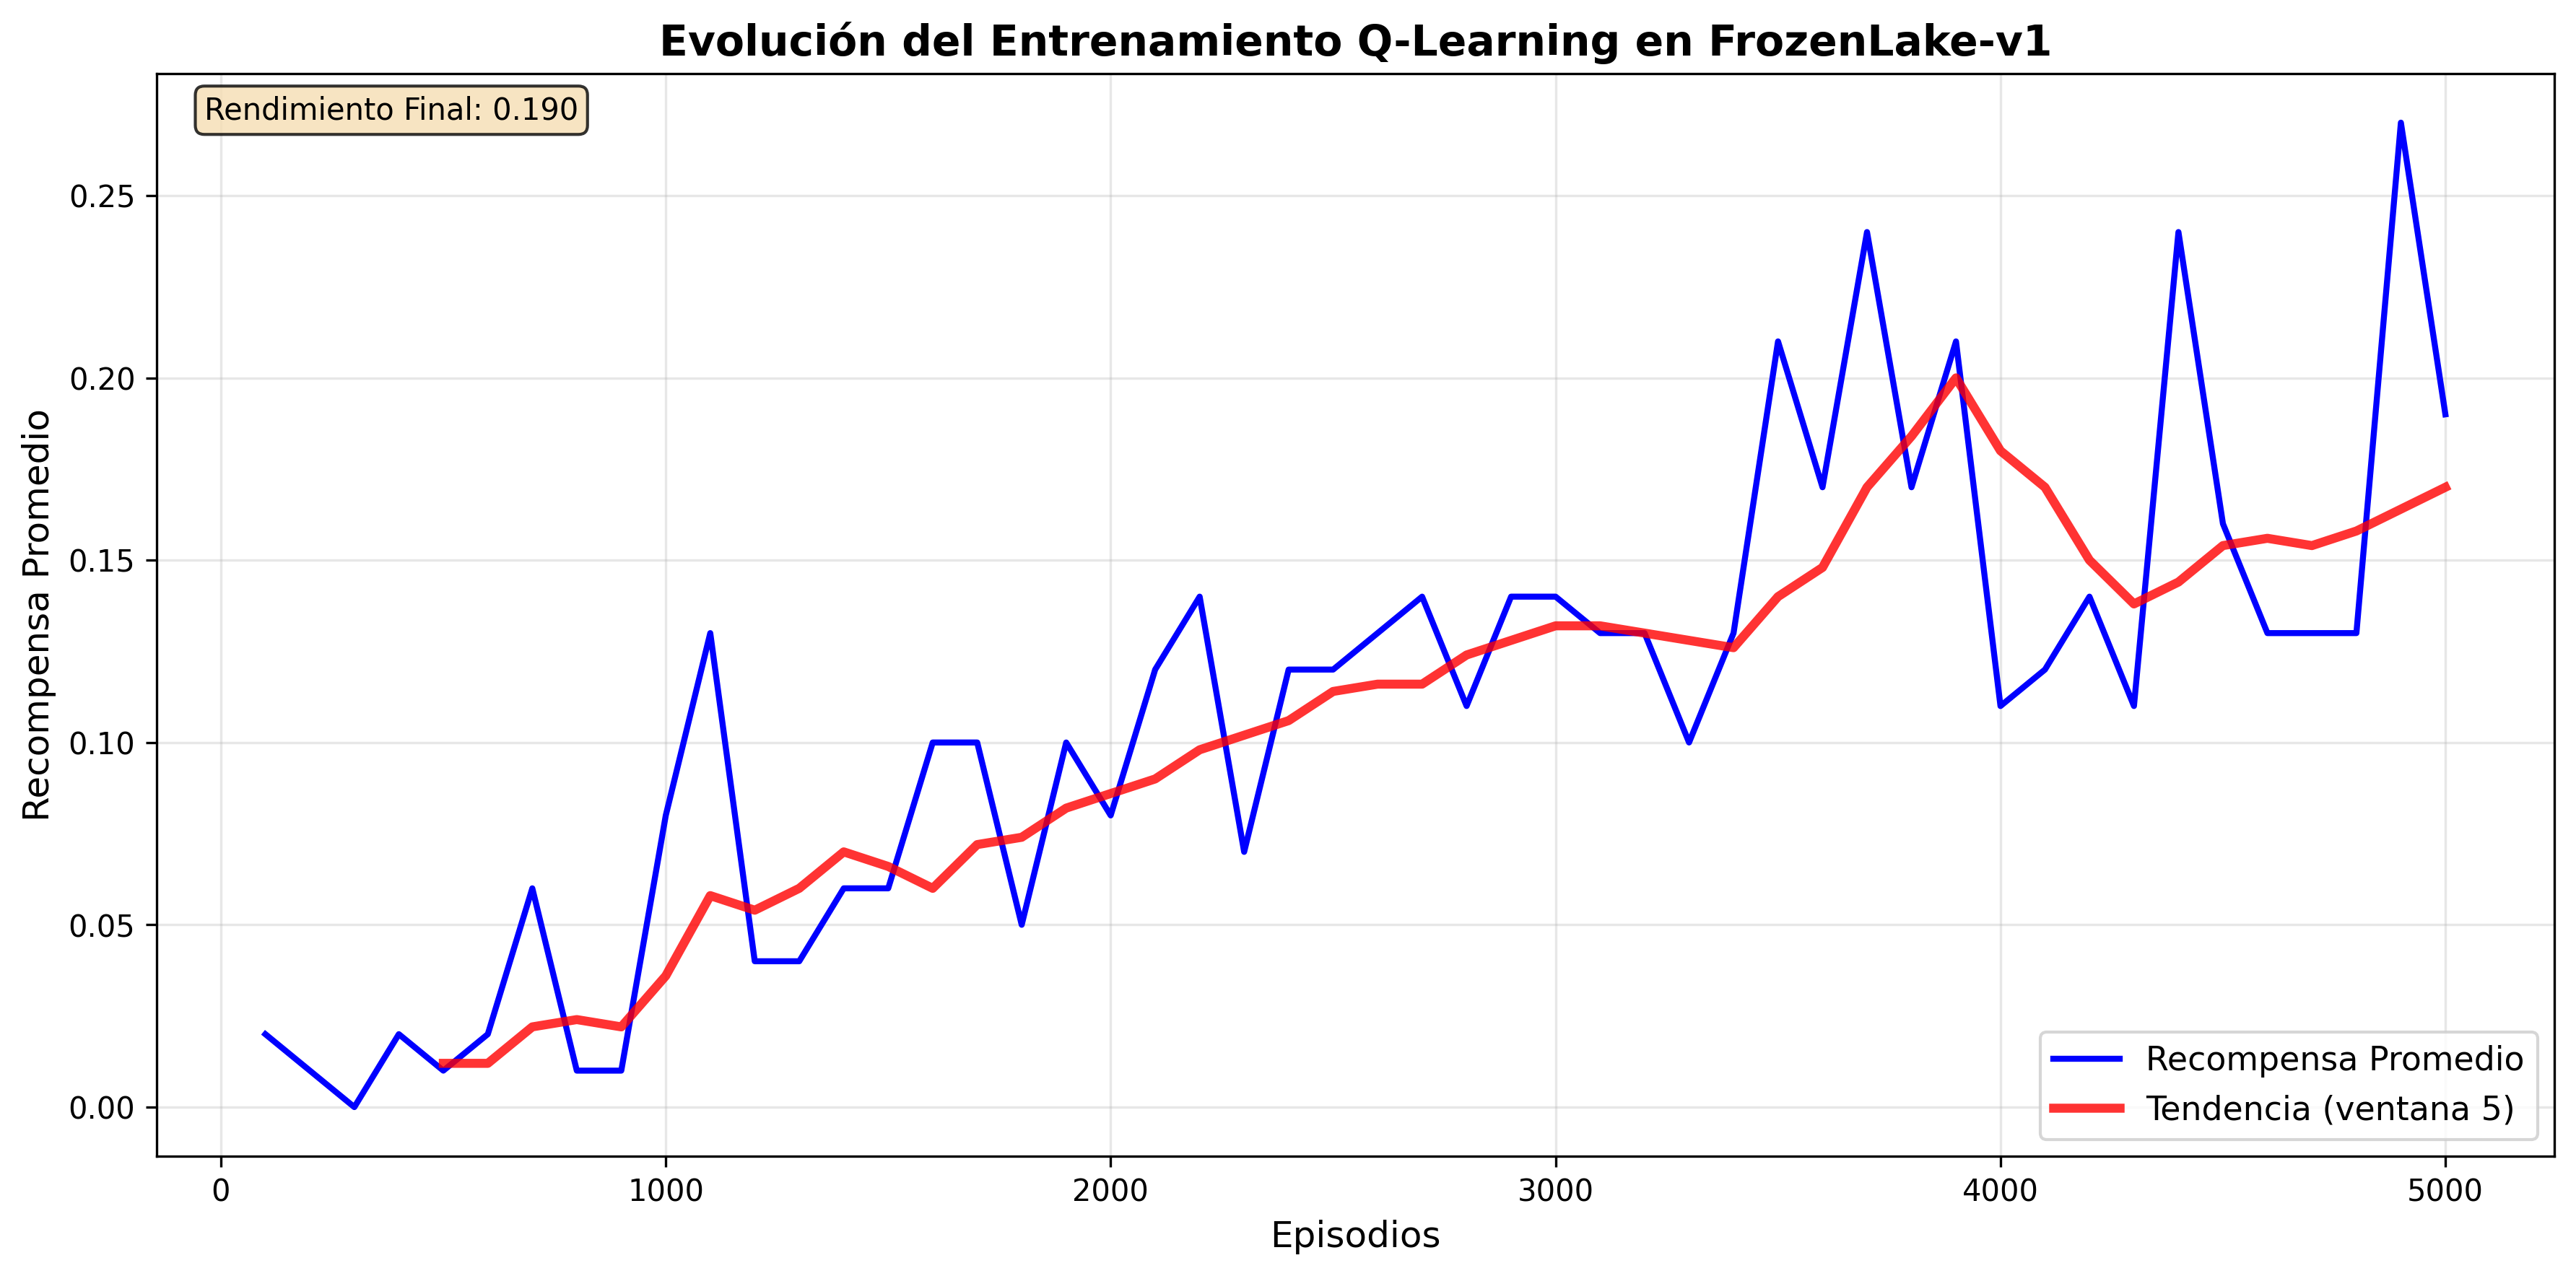 Evolución del Entrenamiento Q-Learning en FrozenLake-v1
Rendimiento Final: 0.190
Recompensa Promedio
0.25
0.20
0.15
0.10
0.05
0.00
0 1000 2000 3000 4000 5000
Episodios
Recompensa Promedio
Tendencia (ventana 5)